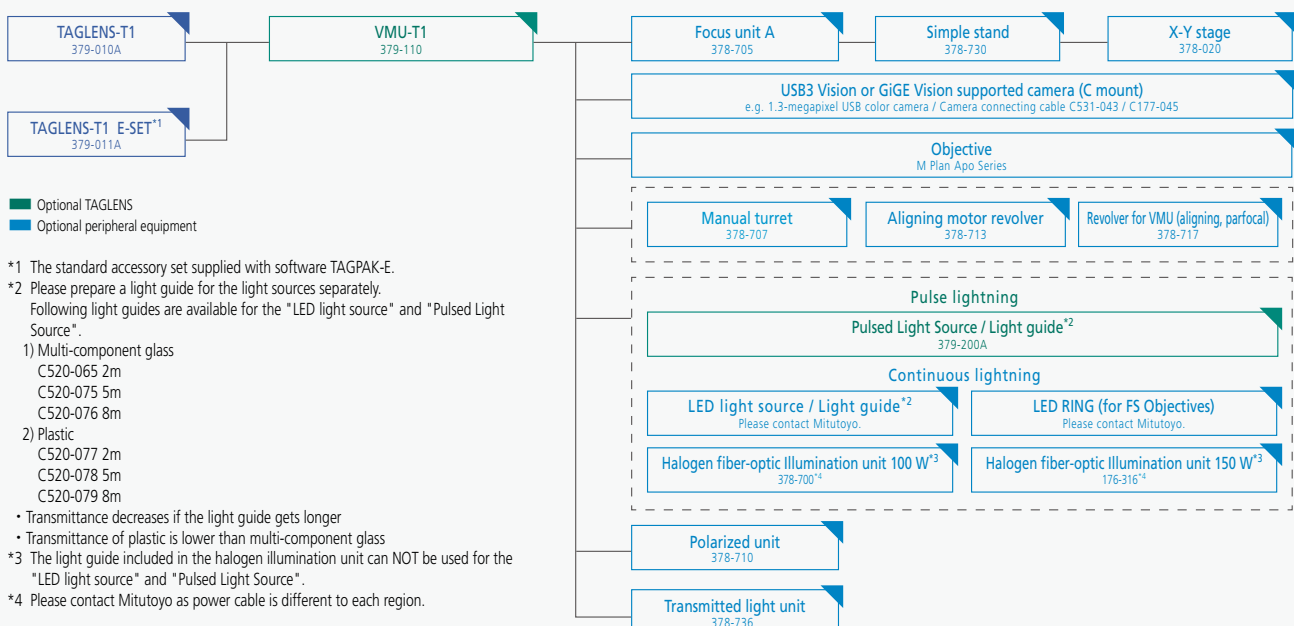 TAGLENS-T1
379-010A
VMU-T1
379-110
Focus unit A
378-705
Simple stand
378-730
X-Y stage
378-020
USB3 Vision or GiGE Vision supported camera (C mount)
e.g. 1.3-megapixel USB color camera / Camera connecting cable C531-043 / C177-045
TAGLENS-T1 E-SET*1
379-011A
Objective
M Plan Apo Series
Optional TAGLENS
Optional peripheral equipment
Manual turret
378-707
Aligning motor revolver
378-713
Revolver for VMU (aligning, parfocal)
378-717
*1 The standard accessory set supplied with software TAGPAK-E.
*2 Please prepare a light guide for the light sources separately.
Following light guides are available for the "LED light source" and "Pulsed Light
Source".
1) Multi-component glass
C520-065 2m
C520-075 5m
C520-076 8m
2) Plastic
C520-077 2m
C520-078 5m
C520-079 8m
・Transmittance decreases if the light guide gets longer
・Transmittance of plastic is lower than multi-component glass
*3 The light guide included in the halogen illumination unit can NOT be used for the
"LED light source" and "Pulsed Light Source".
*4 Please contact Mitutoyo as power cable is different to each region.
Pulse lightning
Pulsed Light Source / Light guide*2
379-200A
Continuous lightning
LED light source / Light guide*2
Please contact Mitutoyo.
LED RING (for FS Objectives)
Please contact Mitutoyo.
Halogen fiber-optic Illumination unit 100 W*3
378-700*4
Halogen fiber-optic Illumination unit 150 W*3
176-316*4
Polarized unit
378-710
Transmitted light unit
378-736